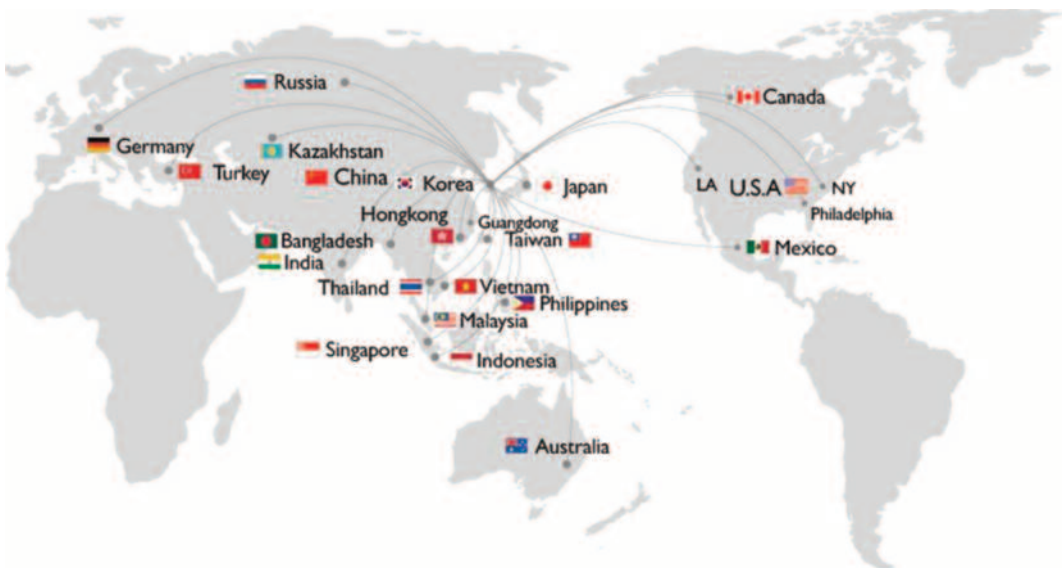 Russia
Canada
Germany
Kazakhstan
Turkey
China
Korea
Japan
LA
U.S.A
NY
Hongkong
Guangdong
Philadelphia
Bangladesh
Taiwan
Mexico
India
Thailand
Vietnam
Philippines
Malaysia
Singapore
Indonesia
Australia